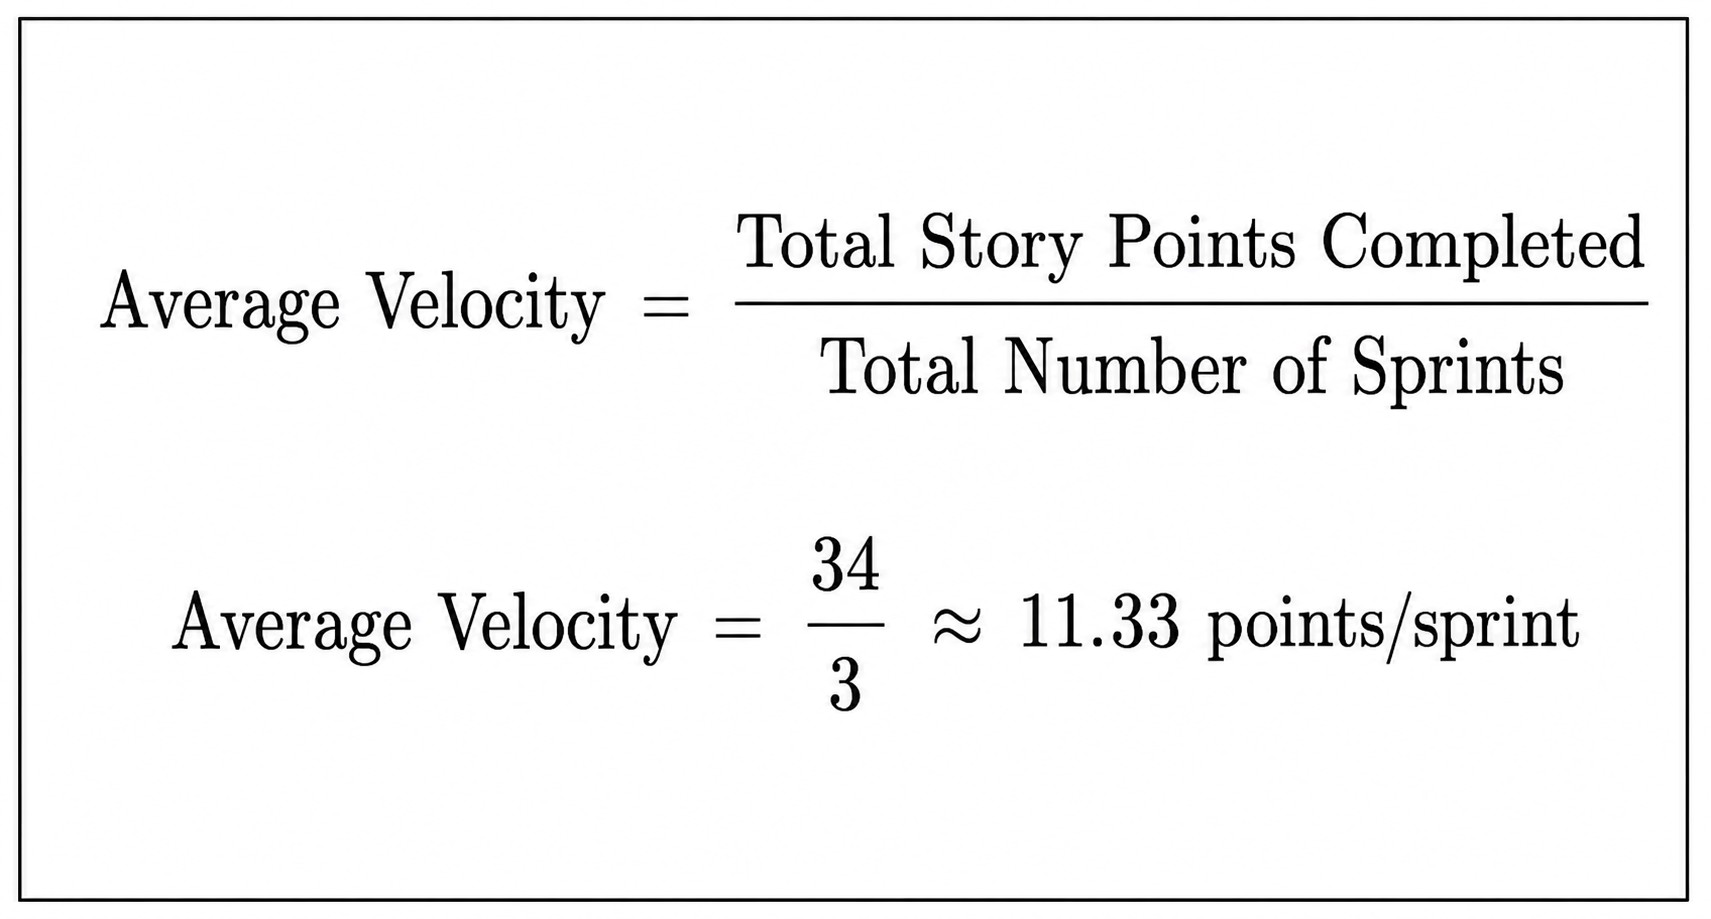 Average Velocity = Total Story Points Completed / Total Number of Sprints
Average Velocity = 34 / 3 ≈ 11.33 points/sprint